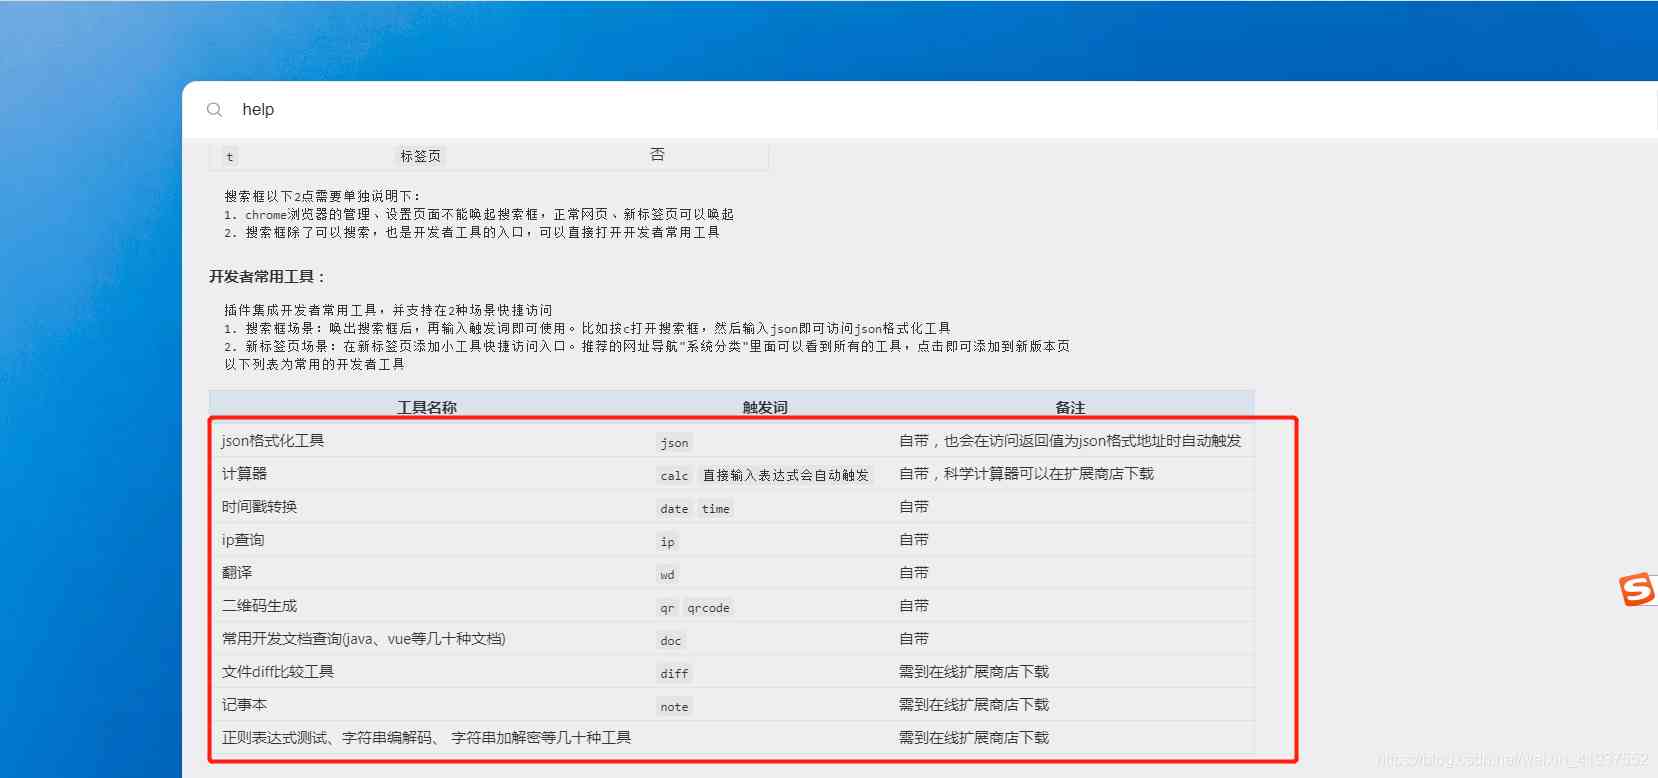 help
t 标签页 否
搜索框以下2点需要单独说明下：
1. chrome浏览器的管理、设置页面不能唤起搜索框，正常网页、新标签页可以唤起
2. 搜索框除了可以搜索，也是开发者工具的入口，可以直接打开开发者常用工具
开发者常用工具：
插件集成开发者常用工具，并支持在2种场景快捷访问
1. 搜索框场景：唤出搜索框后，再输入触发词即可使用。比如按c打开搜索框，然后输入json即可访问json格式化工具
2. 新标签页场景：在新标签页添加小工具快捷访问入口。推荐的网址导航"系统分类"里面可以看到所有的工具，点击即可添加到新版本页
以下列表为常用的开发者工具
工具名称 触发词 备注
json格式化工具 json 自带，也会在访问返回值为json格式地址时自动触发
计算器 calc 直接输入表达式会自动触发 自带，科学计算器可以在扩展商店下载
时间戳转换 date time 自带
ip查询 ip 自带
翻译 wd 自带
二维码生成 qr qrcode 自带
常用开发文档查询(java、vue等几十种文档) doc 自带
文件diff比较工具 diff 需到在线扩展商店下载
记事本 note 需到在线扩展商店下载
正则表达式测试、字符串编解码、 字符串加解密等几十种工具 需到在线扩展商店下载
S
https://blog.csdn.net/weixin_41937552